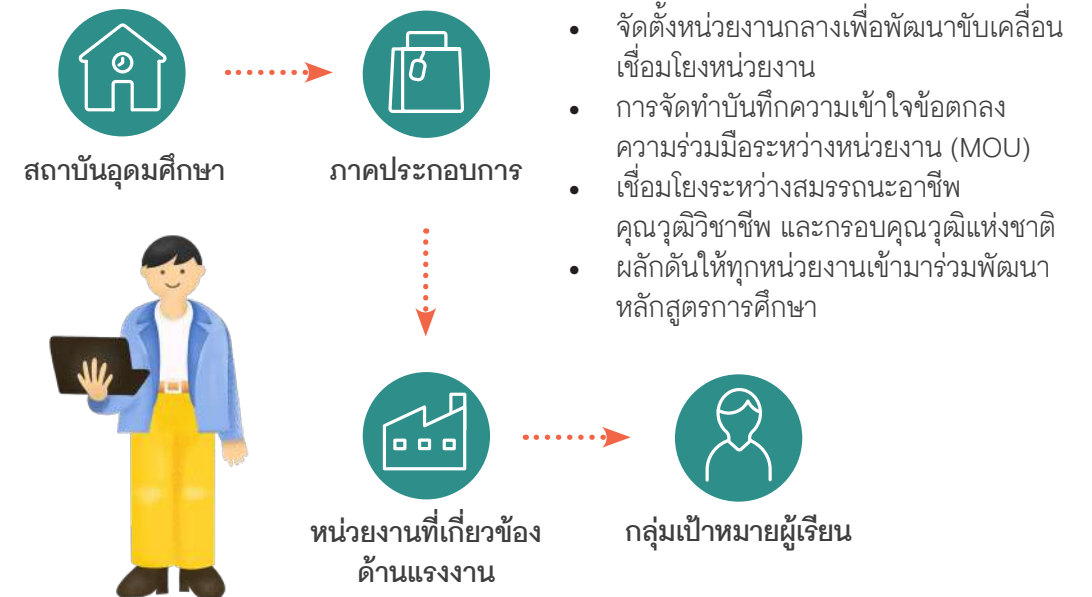 สถาบันอุดมศึกษา
ภาคประกอบการ
• จัดตั้งหน่วยงานกลางเพื่อพัฒนาขับเคลื่อน
เชื่อมโยงหน่วยงาน
• การจัดทำบันทึกความเข้าใจข้อตกลง
ความร่วมมือระหว่างหน่วยงาน (MOU)
• เชื่อมโยงระหว่างสมรรถนะอาชีพ
คุณวุฒิวิชาชีพ และกรอบคุณวุฒิแห่งชาติ
• ผลักดันให้ทุกหน่วยงานเข้ามาร่วมพัฒนา
หลักสูตรการศึกษา
หน่วยงานที่เกี่ยวข้อง
ด้านแรงงาน
กลุ่มเป้าหมายผู้เรียน